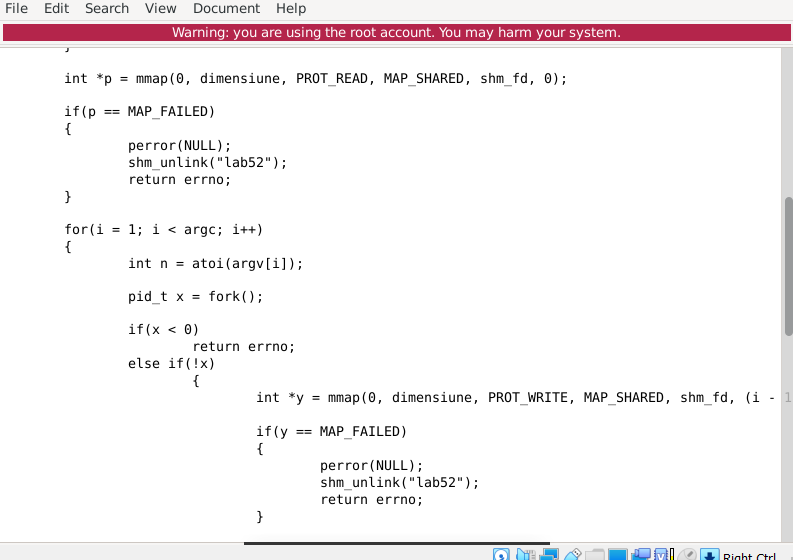 File Edit Search View Document Help
Warning: you are using the root account. You may harm your system.
}
int *p = mmap(0, dimensiune, PROT_READ, MAP_SHARED, shm_fd, 0);
if(p == MAP_FAILED)
{
perror(NULL);
shm_unlink("lab52");
return errno;
}
for(i = 1; i < argc; i++)
{
int n = atoi(argv[i]);
pid_t x = fork();
if(x < 0)
return errno;
else if(!x)
{
int *y = mmap(0, dimensiune, PROT_WRITE, MAP_SHARED, shm_fd, (i - 1
if(y == MAP_FAILED)
{
perror(NULL);
shm_unlink("lab52");
return errno;
}
Right Ctrl